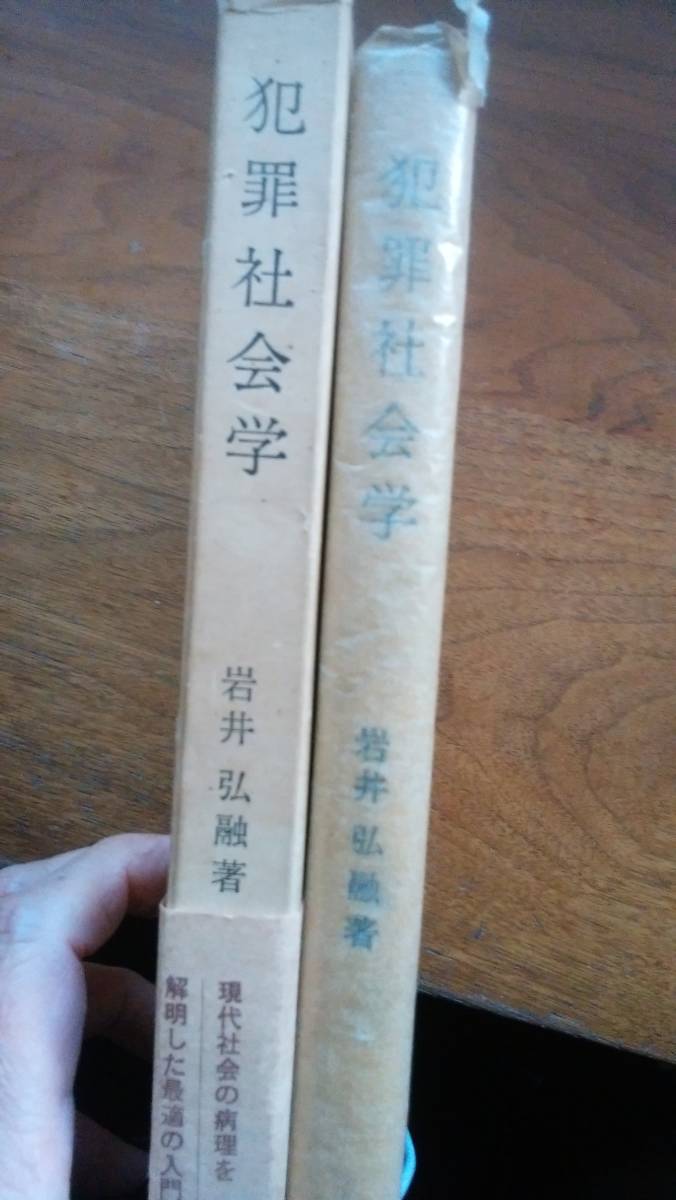 犯罪社会学
岩井弘融著
現代社会の病理を
解明した最適の入門
犯罪社会学
岩井弘融著